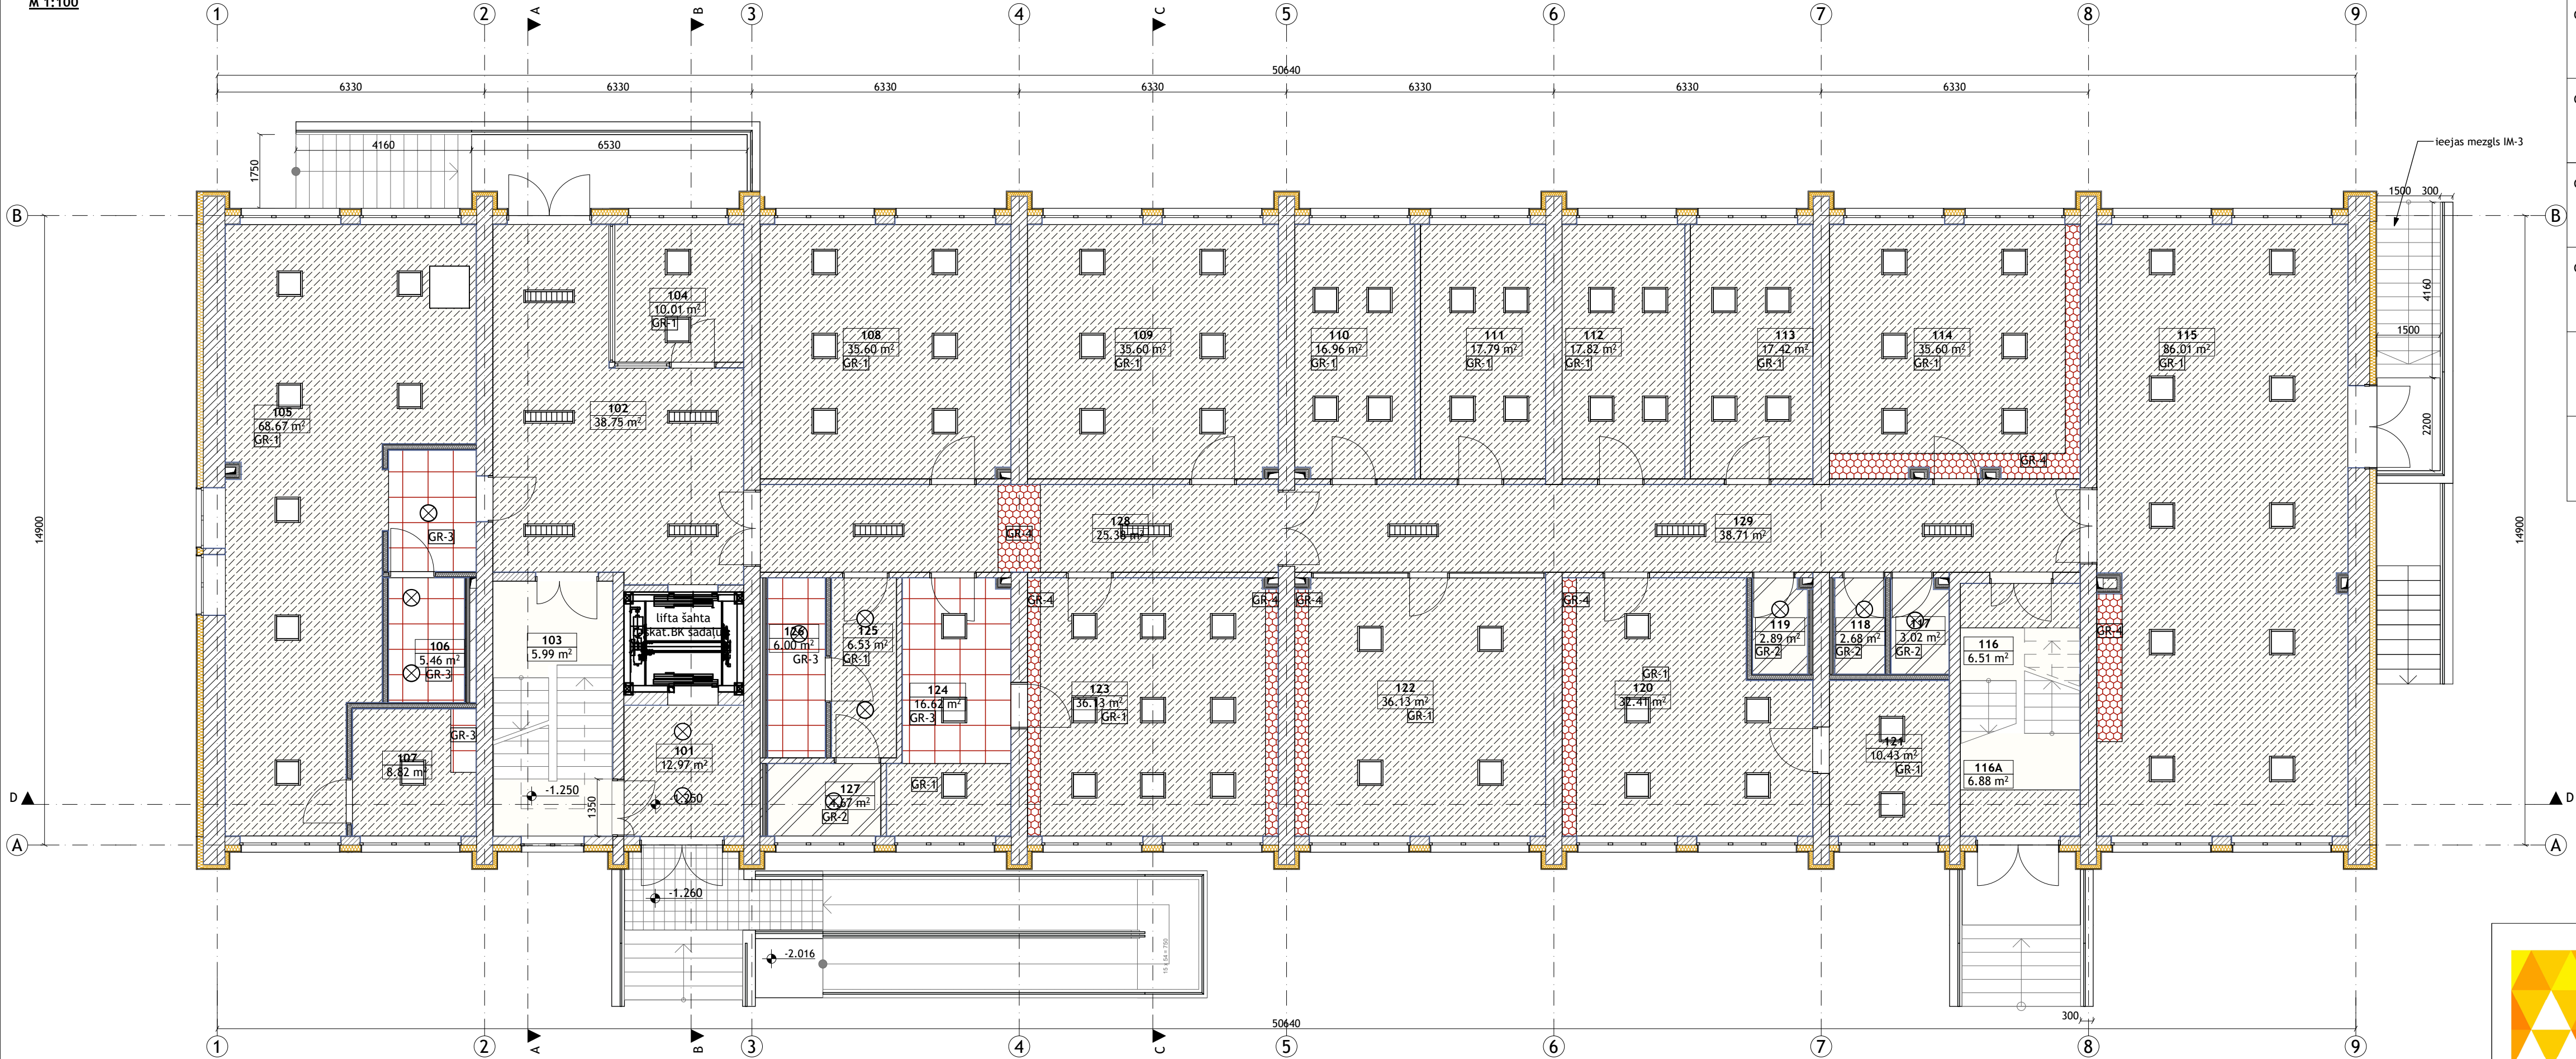 M 1:100
1 2 A B 3 4 C 5 6 7 8 9
50640
6330 6330 6330 6330 6330 6330 6330
4160 6530
1750
ieejas mezgls IM-3
1500 300
B B
104
10.01 m²
GR-1
108
35.60 m²
GR-1
109
35.60 m²
GR-1
110
16.96 m²
GR-1
111
17.79 m²
GR-1
112
17.82 m²
GR-1
113
17.42 m²
GR-1
114
35.60 m²
GR-1
GR-4
115
86.01 m²
GR-1
4160
1500
2200
105
68.67 m²
GR-1
102
38.75 m²
14900
14900
GR-3
GR-4
128
25.38 m²
129
38.71 m²
106
5.46 m²
GR-3
103
5.99 m²
lifta šahta
skat.BK sadaļu
126
6.00 m²
GR-3
125
6.53 m²
GR-1
124
16.62 m²
GR-3
GR-4
GR-4
GR-4
GR-4
123
36.13 m²
GR-1
122
36.13 m²
GR-1
GR-1
120
32.41 m²
119
2.89 m²
GR-2
118
2.68 m²
GR-2
117
3.02 m²
GR-2
116
6.51 m²
GR-4
GR-3
107
8.82 m²
101
12.97 m²
121
10.43 m²
GR-1
116A
6.88 m²
-1.250
1350
-1.250
127
4.67 m²
GR-2
GR-1
D D
A A
-1.260
-2.016
15 x 54 = 750
300
50640
1 2 A B 3 4 C 5 6 7 8 9